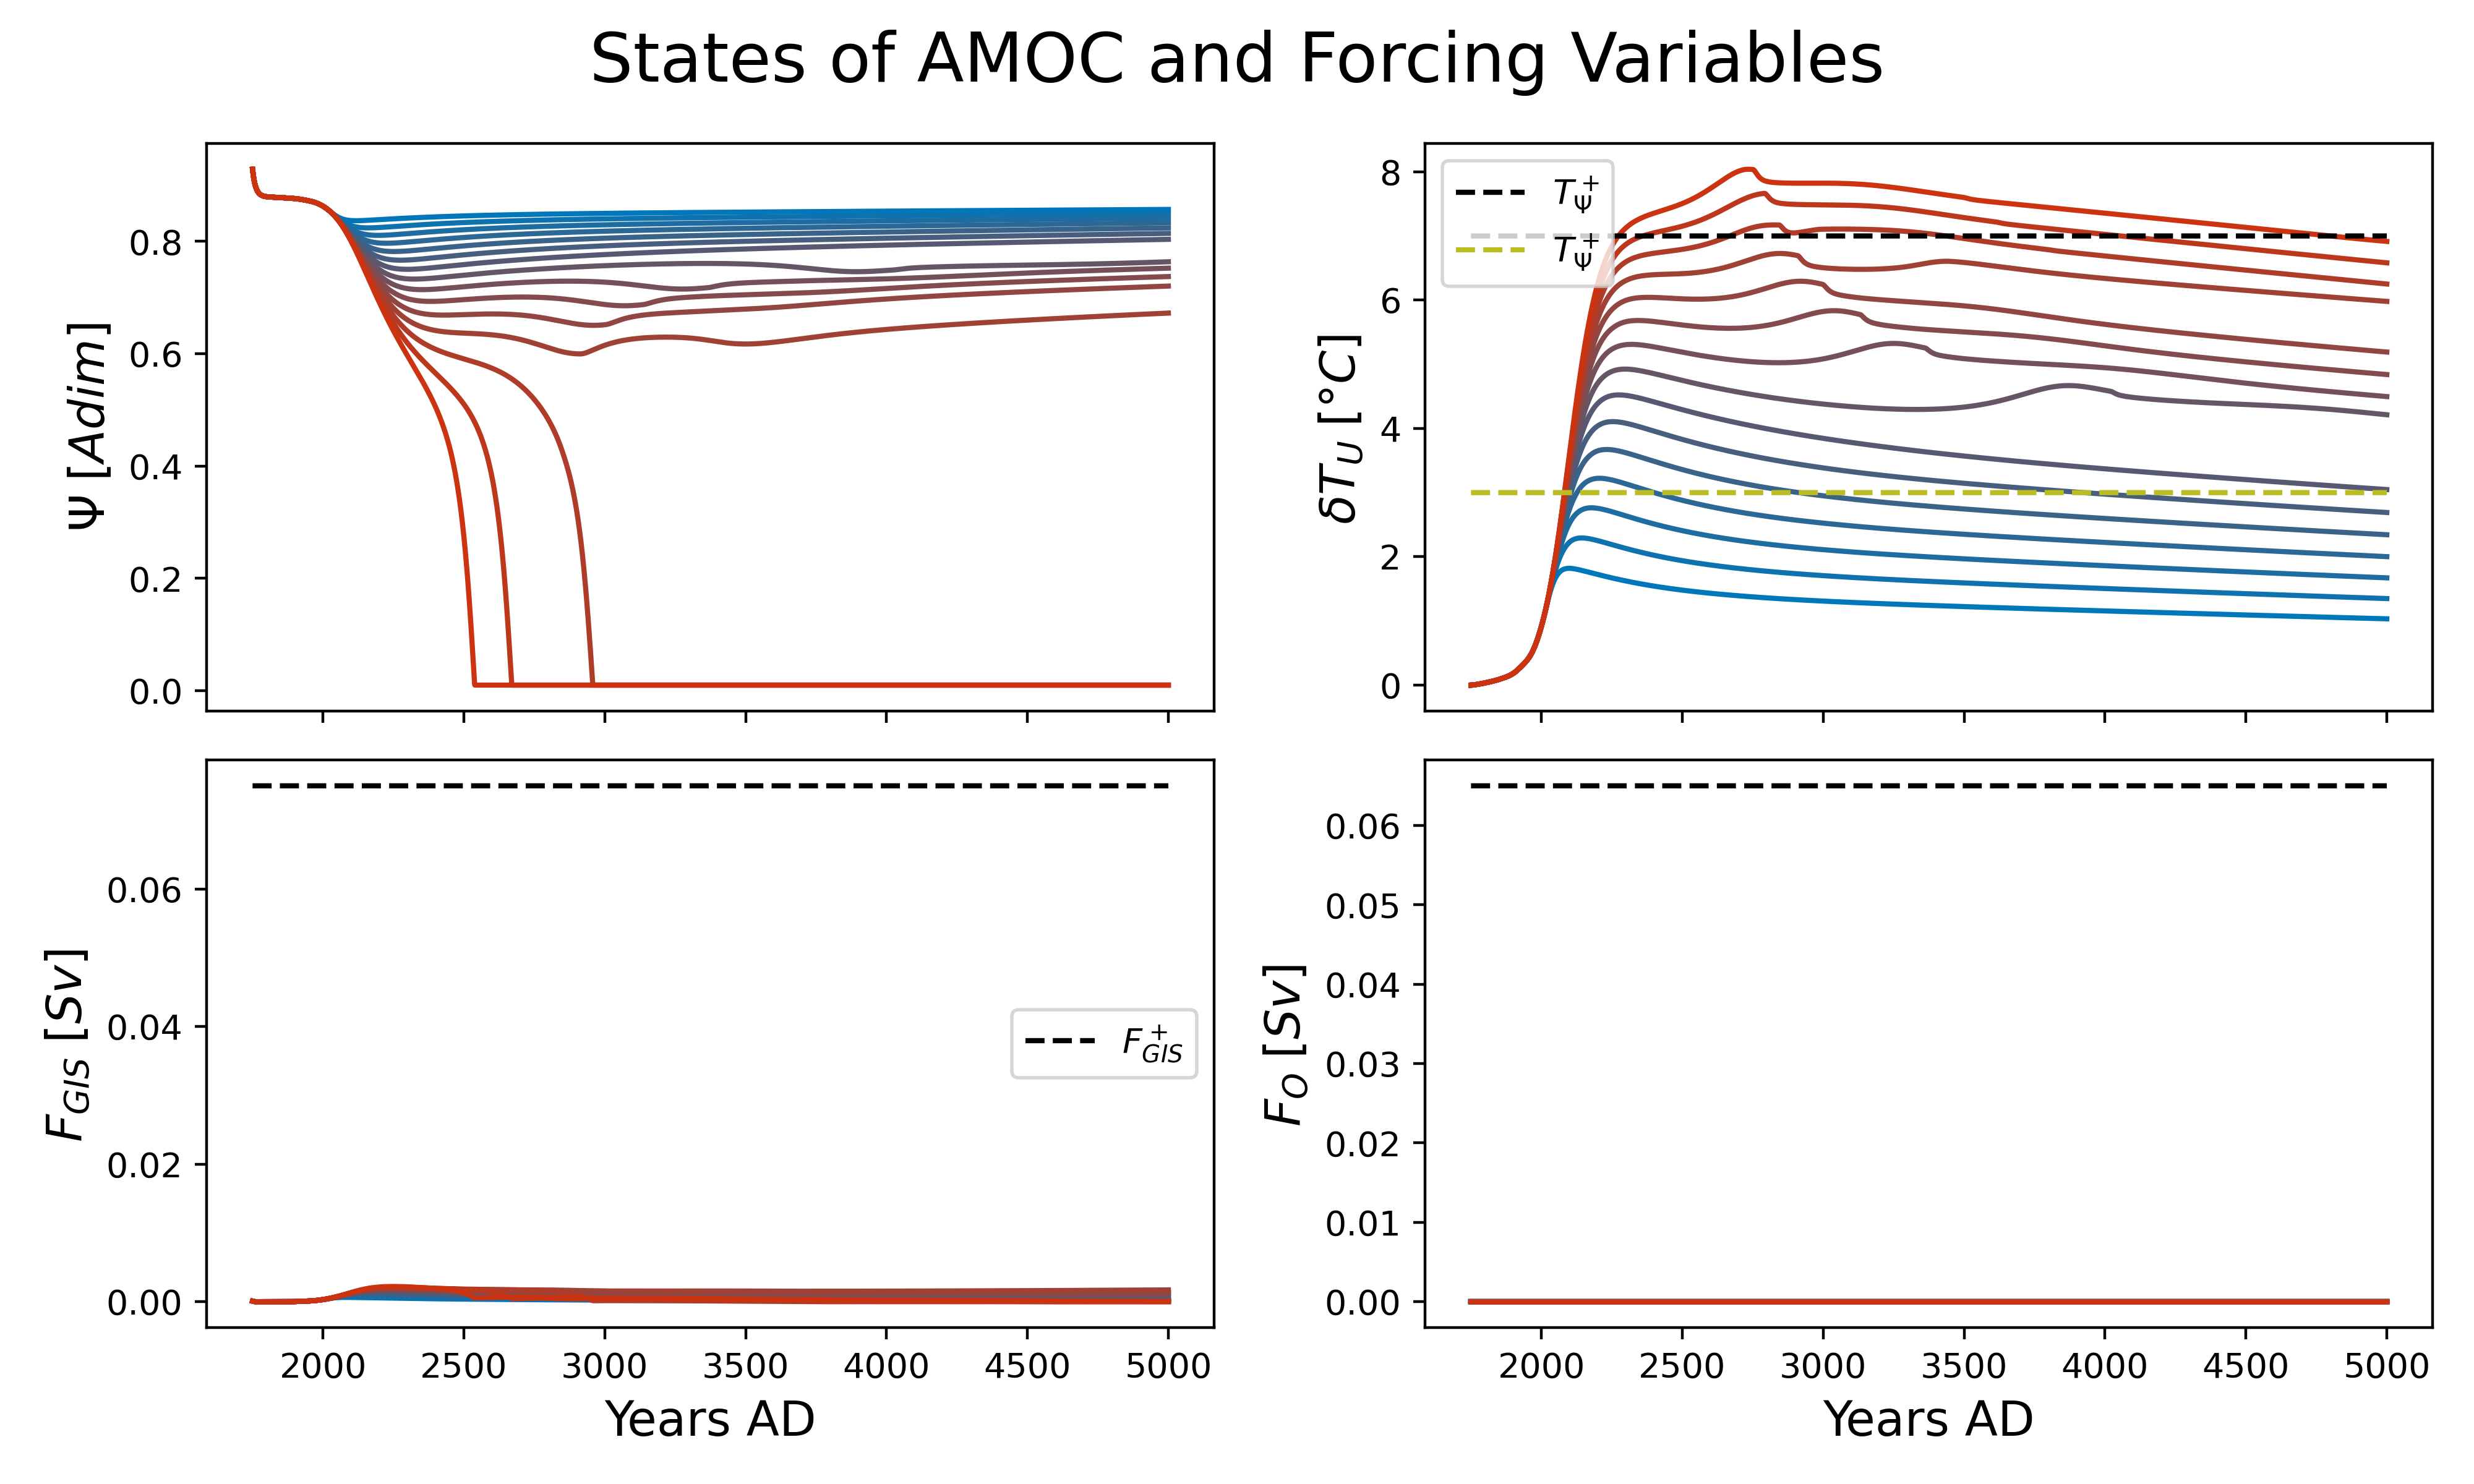 States of AMOC and Forcing Variables
Ψ [Adim]
0.8
0.6
0.4
0.2
0.0
δT_U [°C]
8
6
4
2
0
T_Ψ^+
T_Ψ^+
F_GIS [Sv]
0.06
0.04
0.02
0.00
F_GIS^+
2000 2500 3000 3500 4000 4500 5000
Years AD
F_O [Sv]
0.06
0.05
0.04
0.03
0.02
0.01
0.00
2000 2500 3000 3500 4000 4500 5000
Years AD